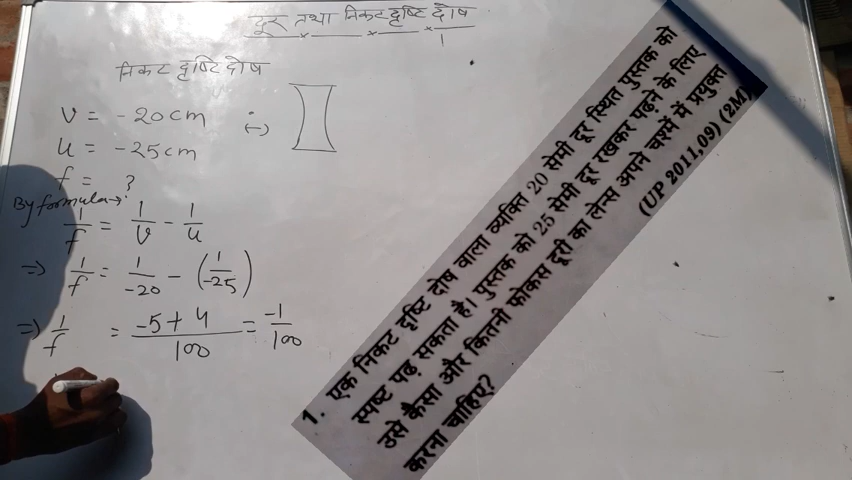 दूर तथा निकट दृष्टि दोष
निकट दृष्टि दोष
v = -20cm (-)
u = -25cm
f = ?
By formula→
1/f = 1/v - 1/u
⇒ 1/f = 1/-20 - (1/-25)
⇒ 1/f = -5+4/100 = -1/100
1. एक निकट दृष्टि दोष वाला व्यक्ति 20 सेमी दूर स्थित पुस्तक को
स्पष्ट पढ़ सकता है। पुस्तक को 25 सेमी दूर रखकर पढ़ने के लिए
उसे कैसा और कितनी फोकस दूरी का लेन्स अपने चश्में में प्रयुक्त
करना चाहिए? (UP 2011,09) (2M)